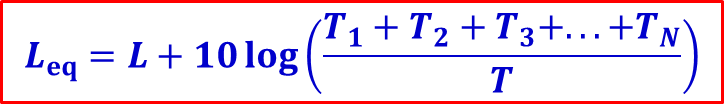 L_eq = L + 10 log((T_1 + T_2 + T_3+...+T_N)/T)